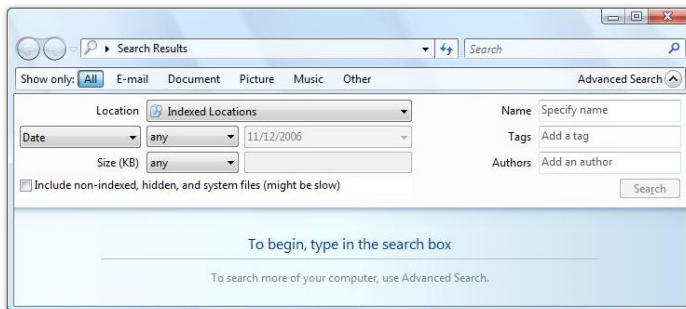 Search Results
Search
Show only: All E-mail Document Picture Music Other Advanced Search
Location Indexed Locations Name Specify name
Date any 11/12/2006 Tags Add a tag
Size (KB) any Authors Add an author
Include non-indexed, hidden, and system files (might be slow)
Search
To begin, type in the search box
To search more of your computer, use Advanced Search.